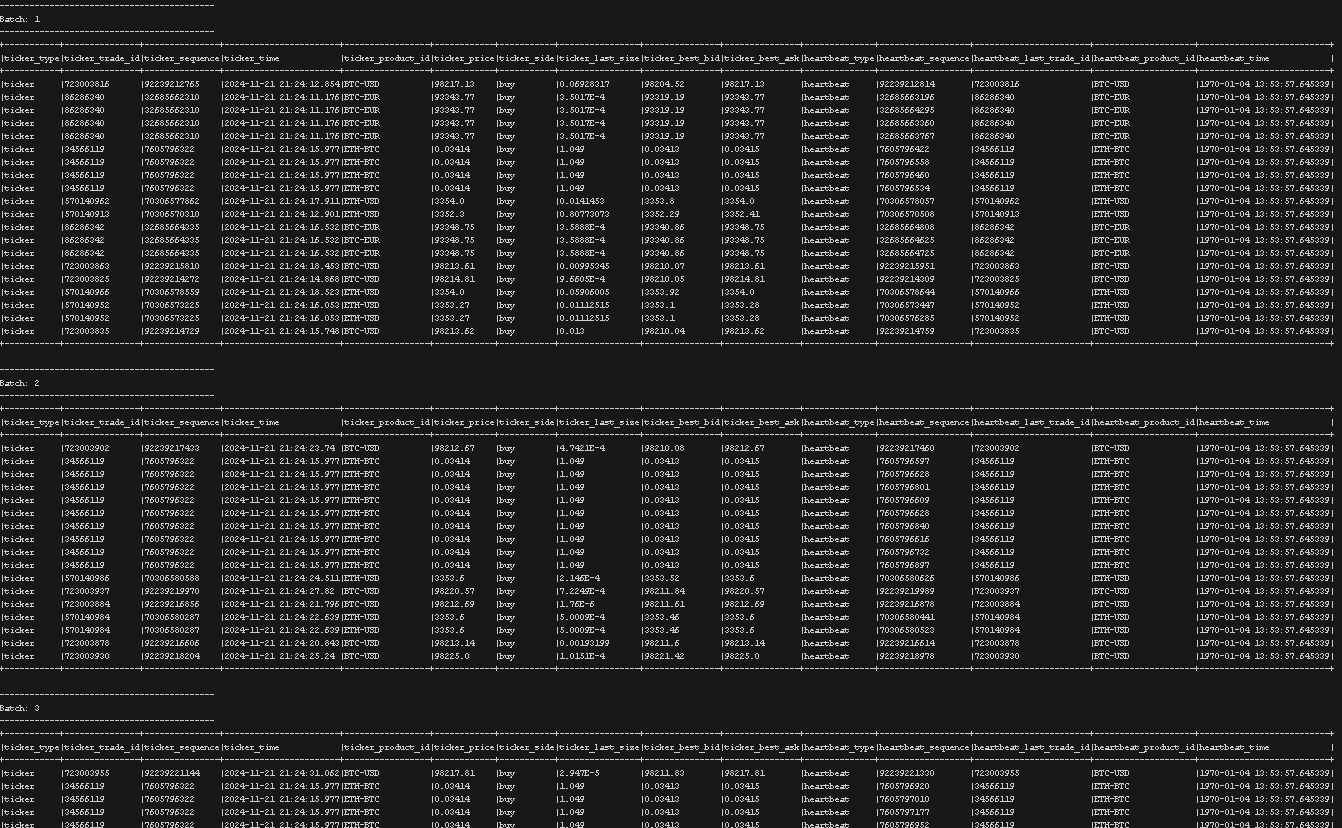 -------------------------------------------
Batch: 1
-------------------------------------------
|ticker_type|ticker_trade_id|ticker_sequence|ticker_time |ticker_product_id|ticker_price|ticker_side|ticker_last_size|ticker_best_bid|ticker_best_ask|heartbeat_type|heartbeat_sequence|heartbeat_last_trade_id|heartbeat_product_id|heartbeat_time |
|ticker |723003816 |92239212765 |2024-11-21 21:24:12.854|BTC-USD |98217.13 |buy |0.06928317 |98204.52 |98217.13 |heartbeat |92239212814 |723003816 |BTC-USD |1970-01-04 13:53:57.645339|
|ticker |86286340 |32685662310 |2024-11-21 21:24:11.176|BTC-EUR |93343.77 |buy |3.5017E-4 |93319.19 |93343.77 |heartbeat |32685663196 |86286340 |BTC-EUR |1970-01-04 13:53:57.645339|
|ticker |86286340 |32685662310 |2024-11-21 21:24:11.176|BTC-EUR |93343.77 |buy |3.5017E-4 |93319.19 |93343.77 |heartbeat |32685664295 |86286340 |BTC-EUR |1970-01-04 13:53:57.645339|
|ticker |86286340 |32685662310 |2024-11-21 21:24:11.176|BTC-EUR |93343.77 |buy |3.5017E-4 |93319.19 |93343.77 |heartbeat |32685663360 |86286340 |BTC-EUR |1970-01-04 13:53:57.645339|
|ticker |86286340 |32685662310 |2024-11-21 21:24:11.176|BTC-EUR |93343.77 |buy |3.5017E-4 |93319.19 |93343.77 |heartbeat |32685663767 |86286340 |BTC-EUR |1970-01-04 13:53:57.645339|
|ticker |34566119 |7605796322 |2024-11-21 21:24:15.977|ETH-BTC |0.03414 |buy |1.049 |0.03413 |0.03415 |heartbeat |7605796422 |34566119 |ETH-BTC |1970-01-04 13:53:57.645339|
|ticker |34566119 |7605796322 |2024-11-21 21:24:15.977|ETH-BTC |0.03414 |buy |1.049 |0.03413 |0.03415 |heartbeat |7605796558 |34566119 |ETH-BTC |1970-01-04 13:53:57.645339|
|ticker |34566119 |7605796322 |2024-11-21 21:24:15.977|ETH-BTC |0.03414 |buy |1.049 |0.03413 |0.03415 |heartbeat |7605796460 |34566119 |ETH-BTC |1970-01-04 13:53:57.645339|
|ticker |34566119 |7605796322 |2024-11-21 21:24:15.977|ETH-BTC |0.03414 |buy |1.049 |0.03413 |0.03415 |heartbeat |7605796534 |34566119 |ETH-BTC |1970-01-04 13:53:57.645339|
|ticker |570140962 |70306577862 |2024-11-21 21:24:17.911|ETH-USD |3354.0 |buy |0.0141453 |3353.8 |3354.0 |heartbeat |70306578057 |570140962 |ETH-USD |1970-01-04 13:53:57.645339|
|ticker |570140913 |70306570310 |2024-11-21 21:24:12.901|ETH-USD |3352.3 |buy |0.80773073 |3352.29 |3352.41 |heartbeat |70306570508 |570140913 |ETH-USD |1970-01-04 13:53:57.645339|
|ticker |86286342 |32685664335 |2024-11-21 21:24:16.532|BTC-EUR |93348.75 |buy |3.5888E-4 |93340.86 |93348.75 |heartbeat |32685664808 |86286342 |BTC-EUR |1970-01-04 13:53:57.645339|
|ticker |86286342 |32685664335 |2024-11-21 21:24:16.532|BTC-EUR |93348.75 |buy |3.5888E-4 |93340.86 |93348.75 |heartbeat |32685664625 |86286342 |BTC-EUR |1970-01-04 13:53:57.645339|
|ticker |86286342 |32685664335 |2024-11-21 21:24:16.532|BTC-EUR |93348.75 |buy |3.5888E-4 |93340.86 |93348.75 |heartbeat |32685664725 |86286342 |BTC-EUR |1970-01-04 13:53:57.645339|
|ticker |723003863 |92239215810 |2024-11-21 21:24:18.453|BTC-USD |98213.61 |buy |0.00995345 |98210.07 |98213.61 |heartbeat |92239215951 |723003863 |BTC-USD |1970-01-04 13:53:57.645339|
|ticker |723003825 |92239214272 |2024-11-21 21:24:14.868|BTC-USD |98214.81 |buy |9.6605E-4 |98210.05 |98214.81 |heartbeat |92239214309 |723003825 |BTC-USD |1970-01-04 13:53:57.645339|
|ticker |570140966 |70306578559 |2024-11-21 21:24:18.523|ETH-USD |3354.0 |buy |0.05906005 |3353.92 |3354.0 |heartbeat |70306578644 |570140966 |ETH-USD |1970-01-04 13:53:57.645339|
|ticker |570140952 |70306573225 |2024-11-21 21:24:16.053|ETH-USD |3353.27 |buy |0.01112515 |3353.1 |3353.28 |heartbeat |70306573447 |570140952 |ETH-USD |1970-01-04 13:53:57.645339|
|ticker |570140952 |70306573225 |2024-11-21 21:24:16.053|ETH-USD |3353.27 |buy |0.01112515 |3353.1 |3353.28 |heartbeat |70306576285 |570140952 |ETH-USD |1970-01-04 13:53:57.645339|
|ticker |723003835 |92239214729 |2024-11-21 21:24:15.748|BTC-USD |98213.62 |buy |0.013 |98210.04 |98213.62 |heartbeat |92239214759 |723003835 |BTC-USD |1970-01-04 13:53:57.645339|
-------------------------------------------
Batch: 2
-------------------------------------------
|ticker_type|ticker_trade_id|ticker_sequence|ticker_time |ticker_product_id|ticker_price|ticker_side|ticker_last_size|ticker_best_bid|ticker_best_ask|heartbeat_type|heartbeat_sequence|heartbeat_last_trade_id|heartbeat_product_id|heartbeat_time |
|ticker |723003902 |92239217433 |2024-11-21 21:24:23.74 |BTC-USD |98212.67 |buy |4.7421E-4 |98210.08 |98212.67 |heartbeat |92239217460 |723003902 |BTC-USD |1970-01-04 13:53:57.645339|
|ticker |34566119 |7605796322 |2024-11-21 21:24:15.977|ETH-BTC |0.03414 |buy |1.049 |0.03413 |0.03415 |heartbeat |7605796597 |34566119 |ETH-BTC |1970-01-04 13:53:57.645339|
|ticker |34566119 |7605796322 |2024-11-21 21:24:15.977|ETH-BTC |0.03414 |buy |1.049 |0.03413 |0.03415 |heartbeat |7605796628 |34566119 |ETH-BTC |1970-01-04 13:53:57.645339|
|ticker |34566119 |7605796322 |2024-11-21 21:24:15.977|ETH-BTC |0.03414 |buy |1.049 |0.03413 |0.03415 |heartbeat |7605796801 |34566119 |ETH-BTC |1970-01-04 13:53:57.645339|
|ticker |34566119 |7605796322 |2024-11-21 21:24:15.977|ETH-BTC |0.03414 |buy |1.049 |0.03413 |0.03415 |heartbeat |7605796609 |34566119 |ETH-BTC |1970-01-04 13:53:57.645339|
|ticker |34566119 |7605796322 |2024-11-21 21:24:15.977|ETH-BTC |0.03414 |buy |1.049 |0.03413 |0.03415 |heartbeat |7605796628 |34566119 |ETH-BTC |1970-01-04 13:53:57.645339|
|ticker |34566119 |7605796322 |2024-11-21 21:24:15.977|ETH-BTC |0.03414 |buy |1.049 |0.03413 |0.03415 |heartbeat |7605796840 |34566119 |ETH-BTC |1970-01-04 13:53:57.645339|
|ticker |34566119 |7605796322 |2024-11-21 21:24:15.977|ETH-BTC |0.03414 |buy |1.049 |0.03413 |0.03415 |heartbeat |7605796616 |34566119 |ETH-BTC |1970-01-04 13:53:57.645339|
|ticker |34566119 |7605796322 |2024-11-21 21:24:15.977|ETH-BTC |0.03414 |buy |1.049 |0.03413 |0.03415 |heartbeat |7605796732 |34566119 |ETH-BTC |1970-01-04 13:53:57.645339|
|ticker |34566119 |7605796322 |2024-11-21 21:24:15.977|ETH-BTC |0.03414 |buy |1.049 |0.03413 |0.03415 |heartbeat |7605796897 |34566119 |ETH-BTC |1970-01-04 13:53:57.645339|
|ticker |570140986 |70306580588 |2024-11-21 21:24:24.511|ETH-USD |3353.6 |buy |2.146E-4 |3353.52 |3353.6 |heartbeat |70306580626 |570140986 |ETH-USD |1970-01-04 13:53:57.645339|
|ticker |723003937 |92239219970 |2024-11-21 21:24:27.82 |BTC-USD |98220.57 |buy |7.2249E-4 |98211.84 |98220.57 |heartbeat |92239219989 |723003937 |BTC-USD |1970-01-04 13:53:57.645339|
|ticker |723003884 |92239216856 |2024-11-21 21:24:21.796|BTC-USD |98212.69 |buy |1.76E-6 |98211.61 |98212.69 |heartbeat |92239216878 |723003884 |BTC-USD |1970-01-04 13:53:57.645339|
|ticker |570140984 |70306580287 |2024-11-21 21:24:22.639|ETH-USD |3353.6 |buy |5.0009E-4 |3353.46 |3353.6 |heartbeat |70306580441 |570140984 |ETH-USD |1970-01-04 13:53:57.645339|
|ticker |570140984 |70306580287 |2024-11-21 21:24:22.639|ETH-USD |3353.6 |buy |5.0009E-4 |3353.46 |3353.6 |heartbeat |70306580523 |570140984 |ETH-USD |1970-01-04 13:53:57.645339|
|ticker |723003878 |92239216606 |2024-11-21 21:24:20.843|BTC-USD |98213.14 |buy |0.00193199 |98211.6 |98213.14 |heartbeat |92239216614 |723003878 |BTC-USD |1970-01-04 13:53:57.645339|
|ticker |723003930 |92239218204 |2024-11-21 21:24:25.24 |BTC-USD |98225.0 |buy |1.0151E-4 |98221.42 |98225.0 |heartbeat |92239218978 |723003930 |BTC-USD |1970-01-04 13:53:57.645339|
-------------------------------------------
Batch: 3
-------------------------------------------
|ticker_type|ticker_trade_id|ticker_sequence|ticker_time |ticker_product_id|ticker_price|ticker_side|ticker_last_size|ticker_best_bid|ticker_best_ask|heartbeat_type|heartbeat_sequence|heartbeat_last_trade_id|heartbeat_product_id|heartbeat_time |
|ticker |723003955 |92239221144 |2024-11-21 21:24:31.062|BTC-USD |98217.81 |buy |2.947E-5 |98211.83 |98217.81 |heartbeat |92239221330 |723003955 |BTC-USD |1970-01-04 13:53:57.645339|
|ticker |34566119 |7605796322 |2024-11-21 21:24:15.977|ETH-BTC |0.03414 |buy |1.049 |0.03413 |0.03415 |heartbeat |7605796920 |34566119 |ETH-BTC |1970-01-04 13:53:57.645339|
|ticker |34566119 |7605796322 |2024-11-21 21:24:15.977|ETH-BTC |0.03414 |buy |1.049 |0.03413 |0.03415 |heartbeat |7605797010 |34566119 |ETH-BTC |1970-01-04 13:53:57.645339|
|ticker |34566119 |7605796322 |2024-11-21 21:24:15.977|ETH-BTC |0.03414 |buy |1.049 |0.03413 |0.03415 |heartbeat |7605797177 |34566119 |ETH-BTC |1970-01-04 13:53:57.645339|
|ticker |34566119 |7605796322 |2024-11-21 21:24:15.977|ETH-BTC |0.03414 |buy |1.049 |0.03413 |0.03415 |heartbeat |7605796952 |34566119 |ETH-BTC |1970-01-04 13:53:57.645339|